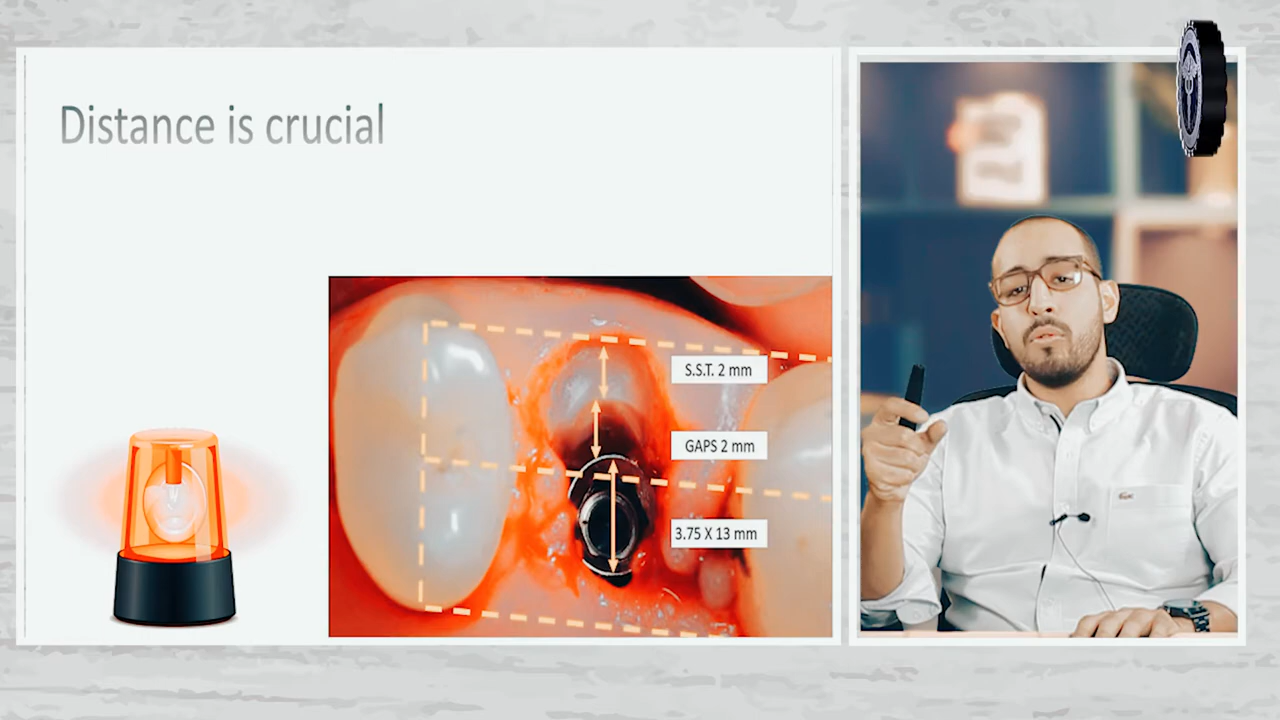 Distance is crucial
S.S.T. 2 mm
GAPS 2 mm
3.75 X 13 mm